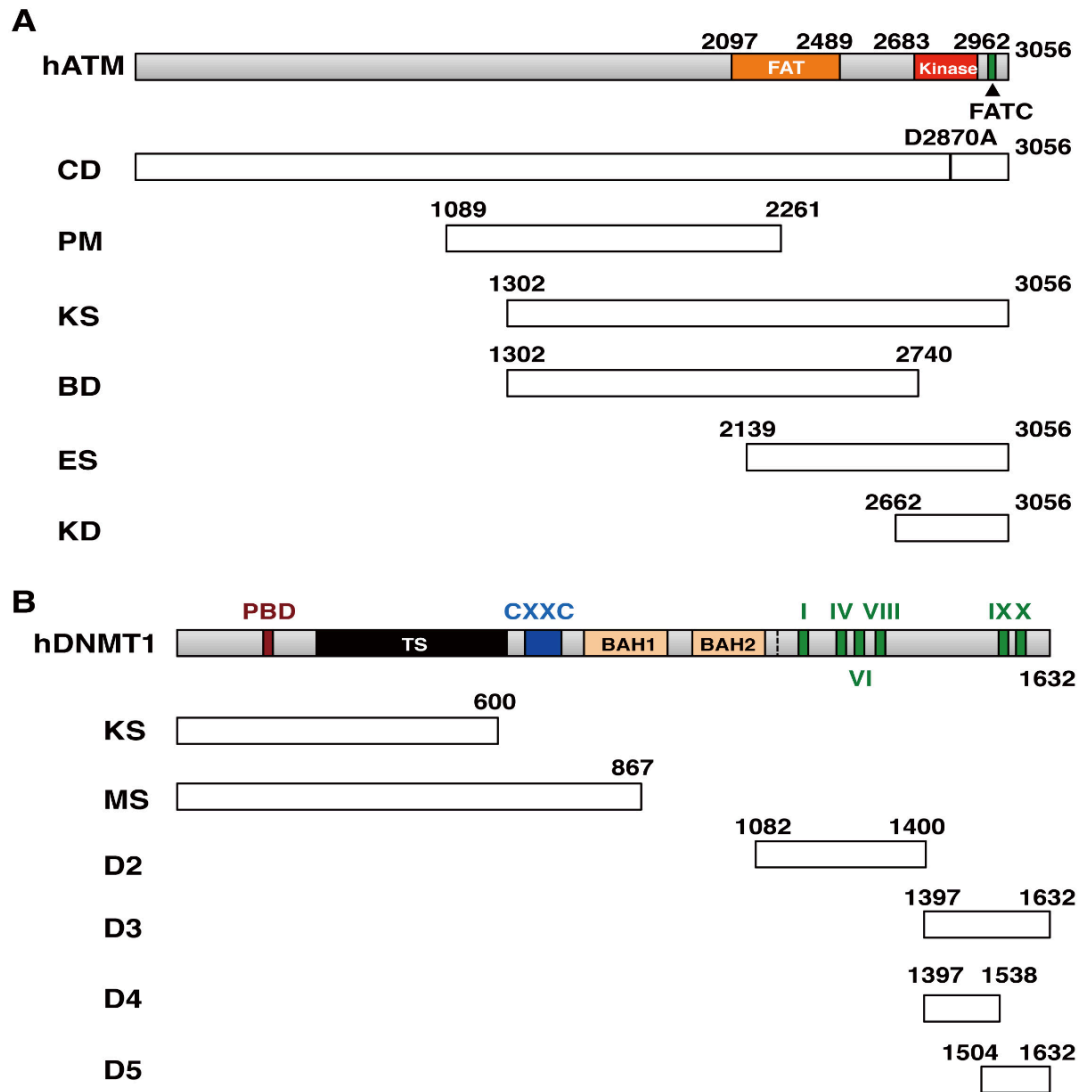 A
2097 2489 2683 2962 3056
hATM FAT Kinase
FATC
D2870A 3056
CD
1089 2261
PM
1302 3056
KS
1302 2740
BD
2139 3056
ES
2662 3056
KD
B
PBD CXXC I IV VIII IX X
hDNMT1 TS BAH1 BAH2
VI 1632
600
KS
867
MS
1082 1400
D2
1397 1632
D3
1397 1538
D4
1504 1632
D5